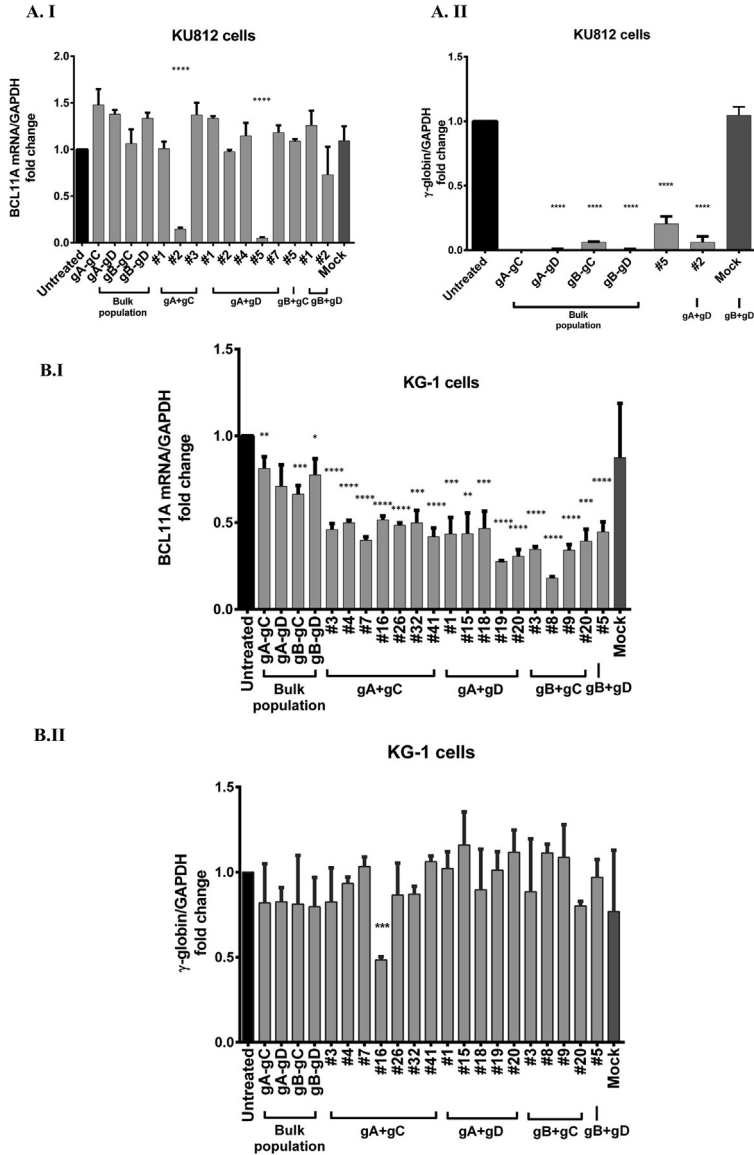 A. I
KU812 cells
BCL11A mRNA/GAPDH
fold change
2.0
1.5
1.0
0.5
0.0
****
****
Untreated
gA-gC
gA-gD
gB-gC
gB-gD
#1
#2
#3
#1
#2
#4
#5
#7
#5
#1
#2
Mock
Bulk
population
gA+gC
gA+gD
gB+gC
gB+gD
A. II
KU812 cells
γ-globin/GAPDH
fold change
1.5
1.0
0.5
0.0
****
****
****
****
****
Untreated
gA-gC
gA-gD
gB-gC
gB-gD
#5
#2
Mock
Bulk
population
gA+gD
gB+gD
B.I
KG-1 cells
BCL11A mRNA/GAPDH
fold change
1.5
1.0
0.5
0.0
**
***
*
****
****
****
****
****
***
****
***
**
***
****
****
****
****
****
***
****
Untreated
gA-gC
gA-gD
gB-gC
gB-gD
#3
#4
#7
#16
#26
#32
#41
#1
#15
#18
#19
#20
#3
#8
#9
#20
#5
Mock
Bulk
population
gA+gC
gA+gD
gB+gC
gB+gD
B.II
KG-1 cells
γ-globin/GAPDH
fold change
1.5
1.0
0.5
0.0
***
Untreated
gA-gC
gA-gD
gB-gC
gB-gD
#3
#4
#7
#16
#26
#32
#41
#1
#15
#18
#19
#20
#3
#8
#9
#20
#5
Mock
Bulk
population
gA+gC
gA+gD
gB+gC
gB+gD